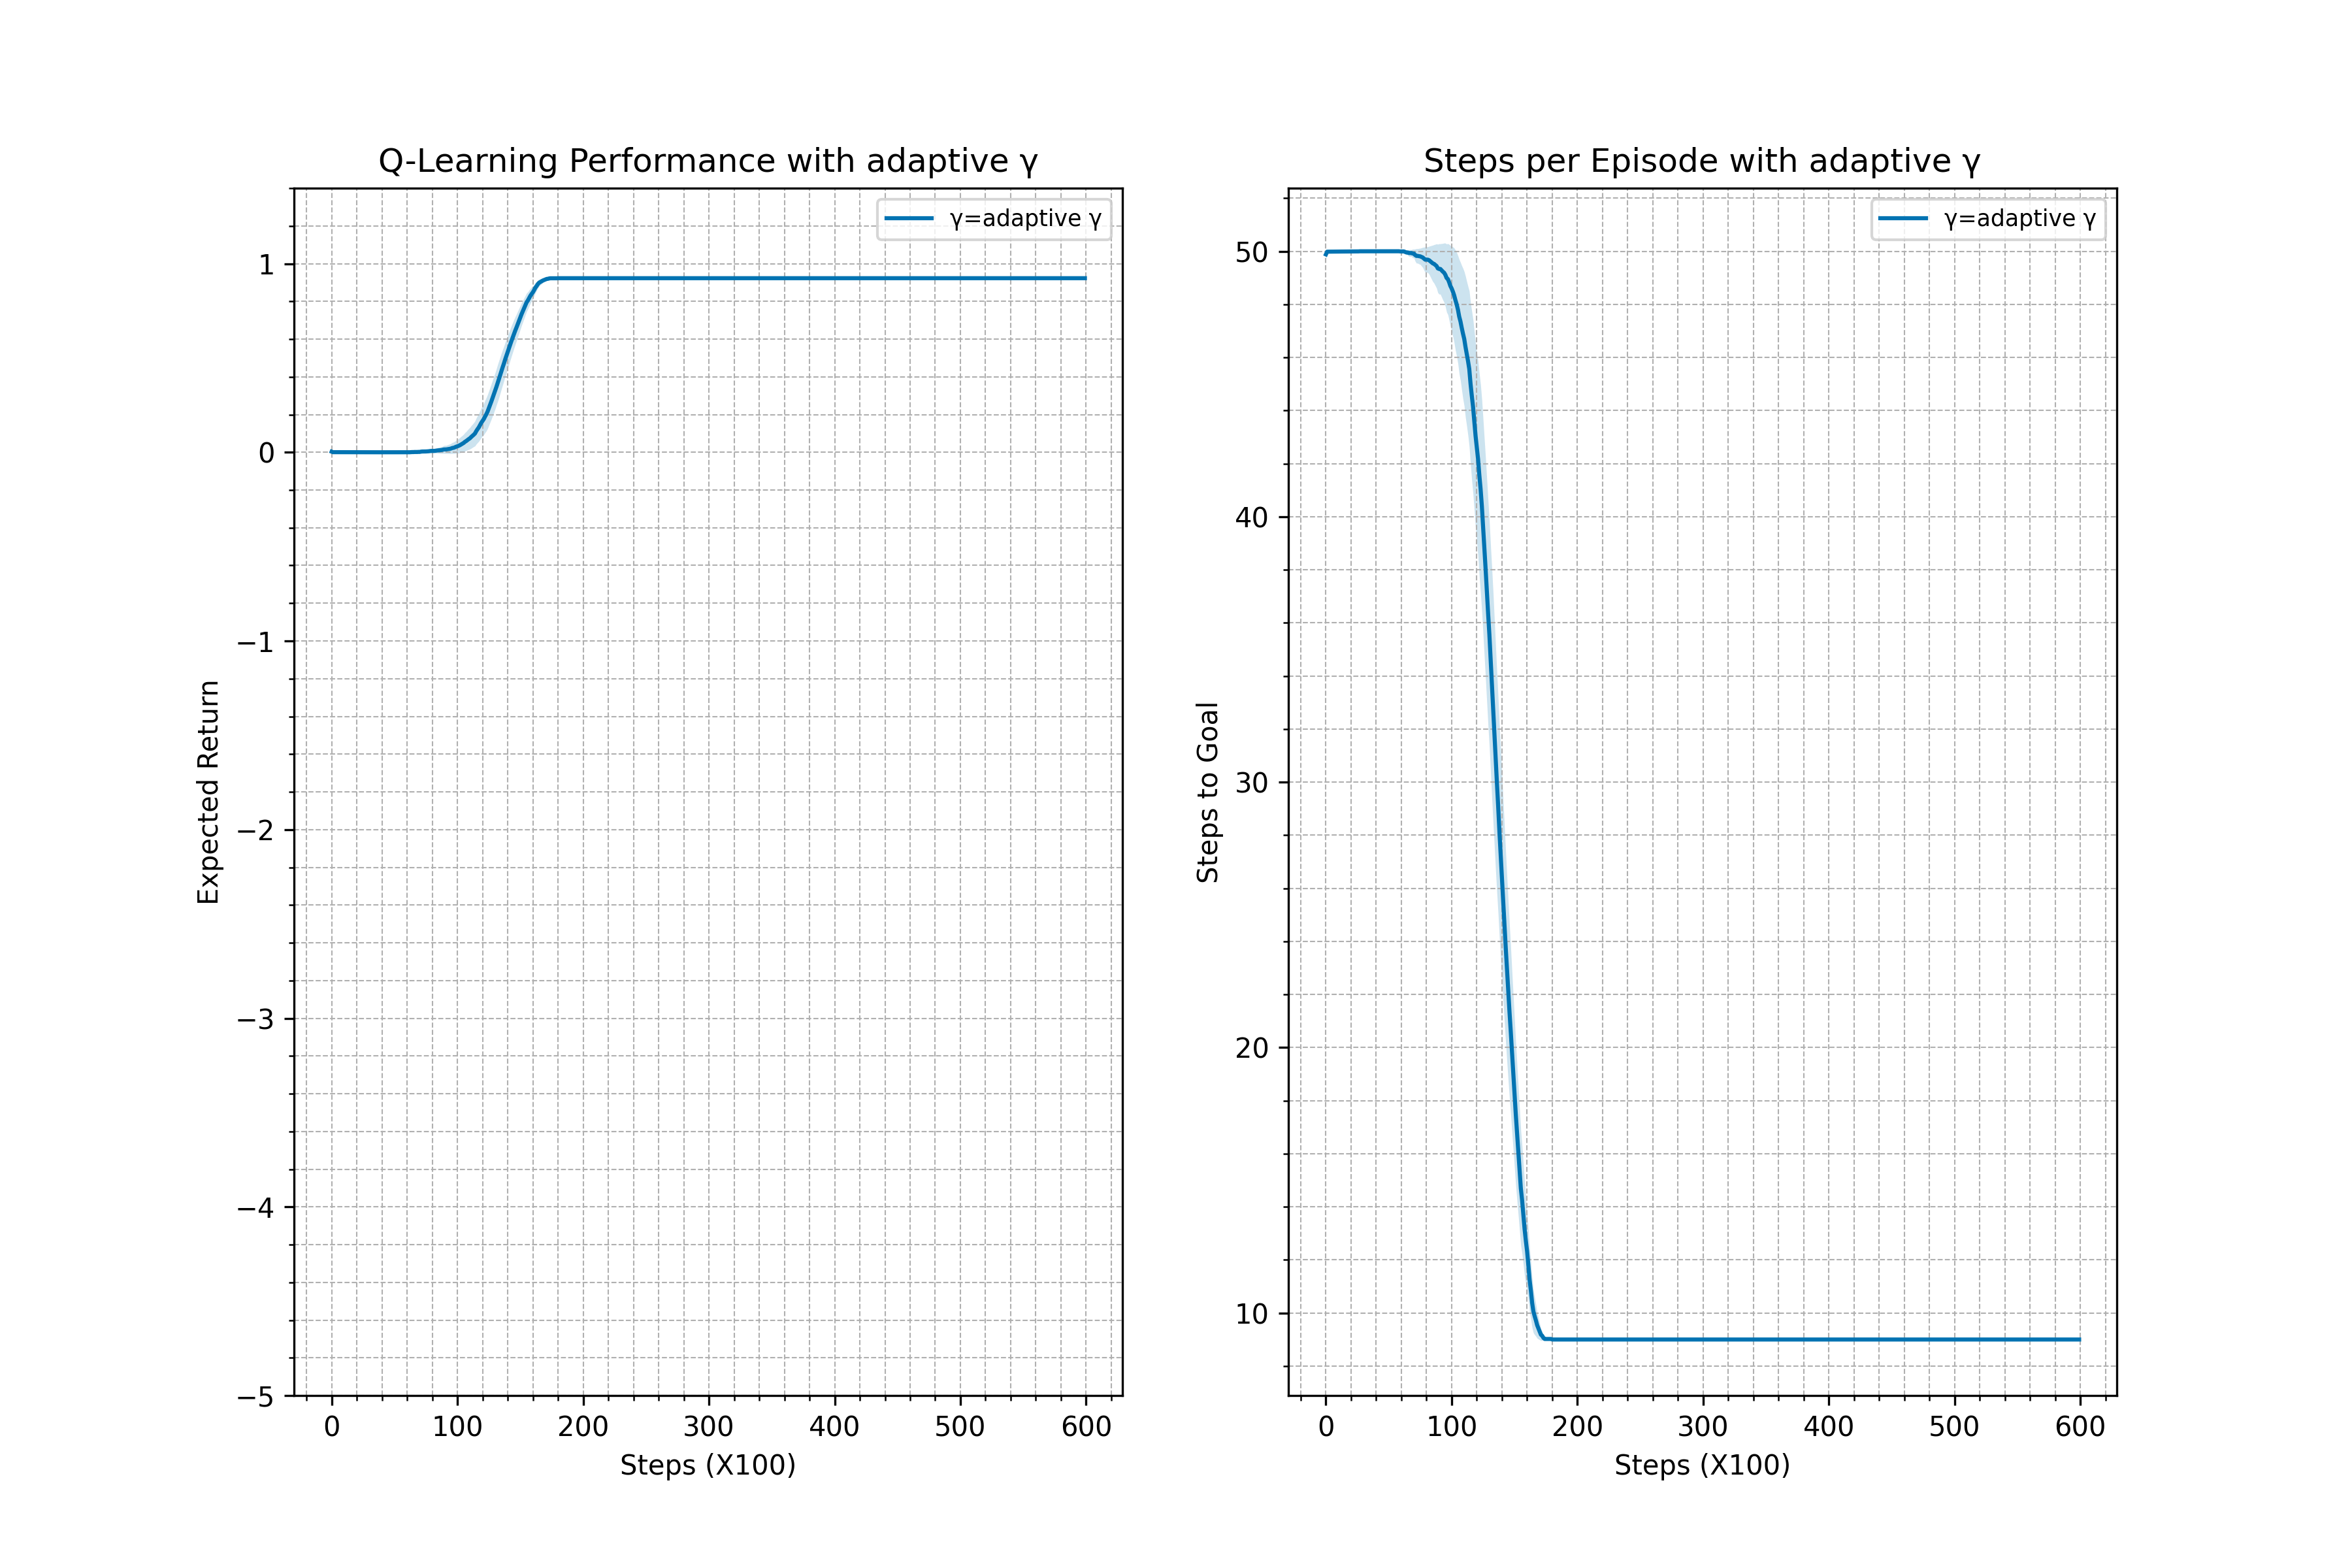 Q-Learning Performance with adaptive γ
γ=adaptive γ
1
0
−1
−2
−3
−4
−5
Expected Return
0 100 200 300 400 500 600
Steps (X100)
Steps per Episode with adaptive γ
γ=adaptive γ
50
40
30
20
10
Steps to Goal
0 100 200 300 400 500 600
Steps (X100)